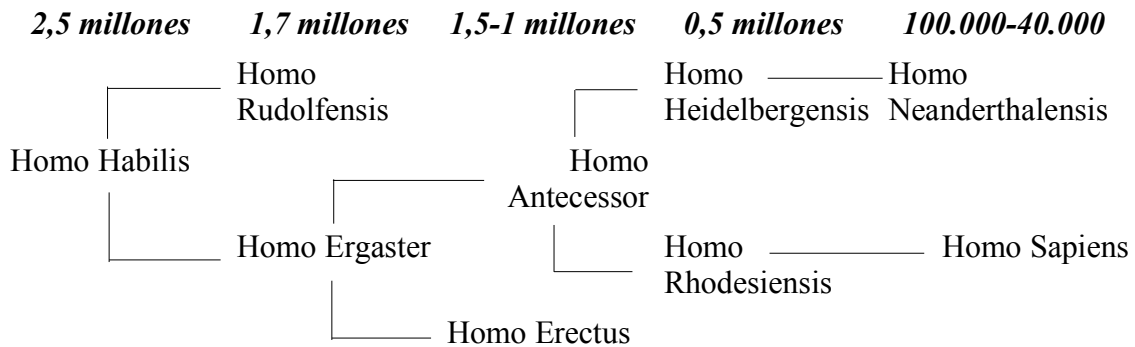 2,5 millones 1,7 millones 1,5-1 millones 0,5 millones 100.000-40.000
Homo Homo Homo
Rudolfensis Heidelbergensis Neanderthalensis
Homo Habilis Homo
Antecessor
Homo Ergaster Homo Homo Sapiens
Rhodesiensis
Homo Erectus